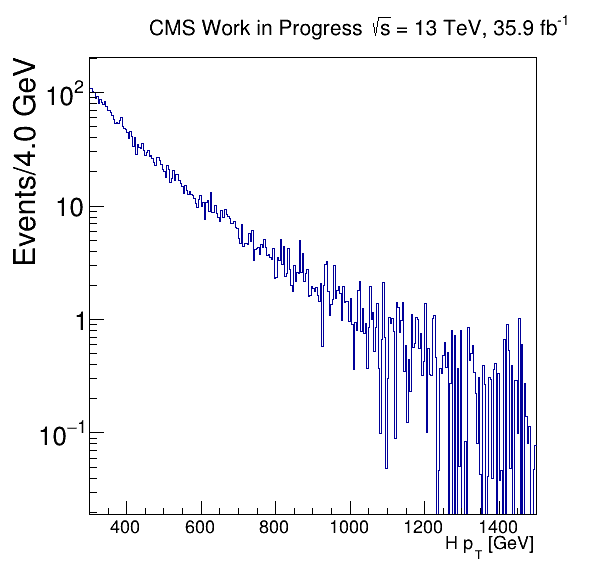 CMS Work in Progress √s = 13 TeV, 35.9 fb⁻¹
Events/4.0 GeV
10²
10
1
10⁻¹
400 600 800 1000 1200 1400
H p_T [GeV]